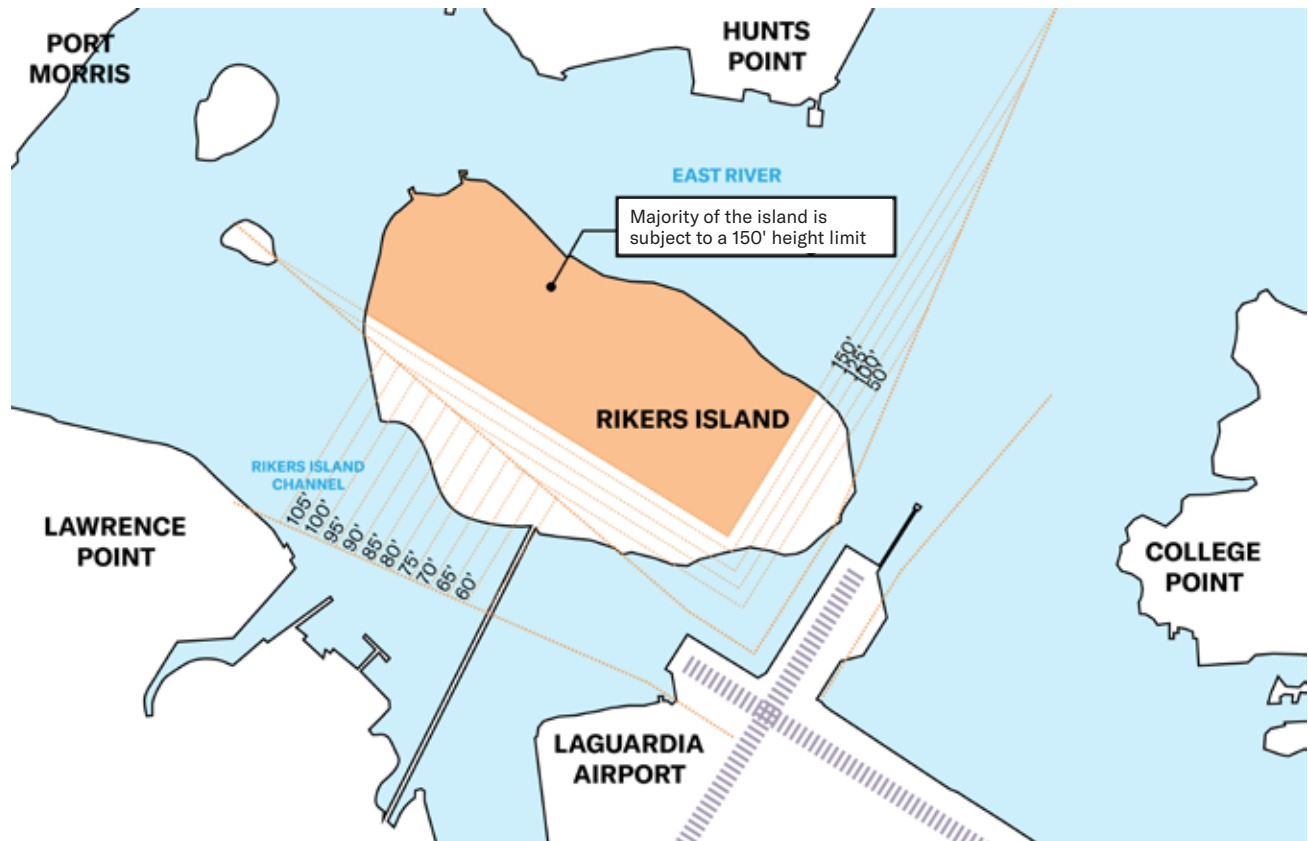 PORT
MORRIS
HUNTS
POINT
EAST RIVER
Majority of the island is
subject to a 150' height limit
150'
125'
100'
50'
RIKERS ISLAND
RIKERS ISLAND
CHANNEL
105'
100'
95'
90'
85'
80'
75'
70'
65'
60'
LAWRENCE
POINT
COLLEGE
POINT
LAGUARDIA
AIRPORT